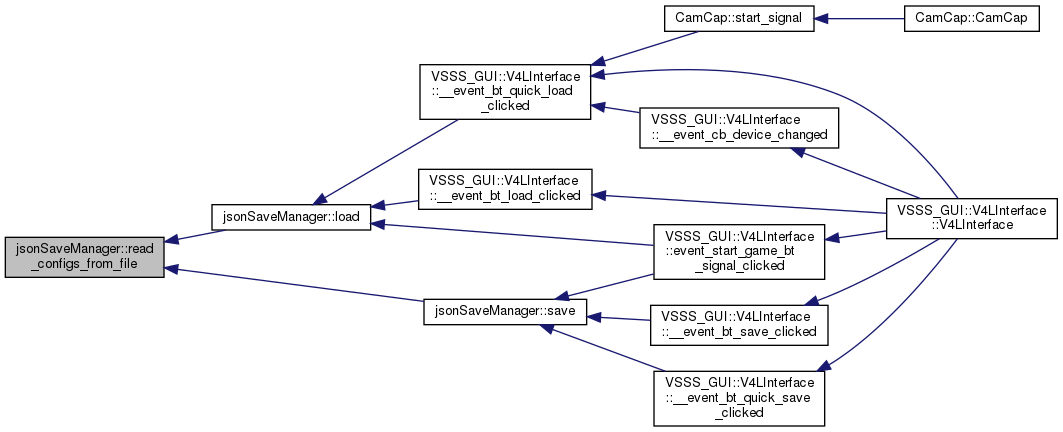 CamCap::start_signal
CamCap::CamCap
VSSS_GUI::V4LInterface
::__event_bt_quick_load
_clicked
VSSS_GUI::V4LInterface
::__event_cb_device_changed
VSSS_GUI::V4LInterface
::__event_bt_load_clicked
jsonSaveManager::load
VSSS_GUI::V4LInterface
::V4LInterface
jsonSaveManager::read
_configs_from_file
VSSS_GUI::V4LInterface
::event_start_game_bt
_signal_clicked
jsonSaveManager::save
VSSS_GUI::V4LInterface
::__event_bt_save_clicked
VSSS_GUI::V4LInterface
::__event_bt_quick_save
_clicked